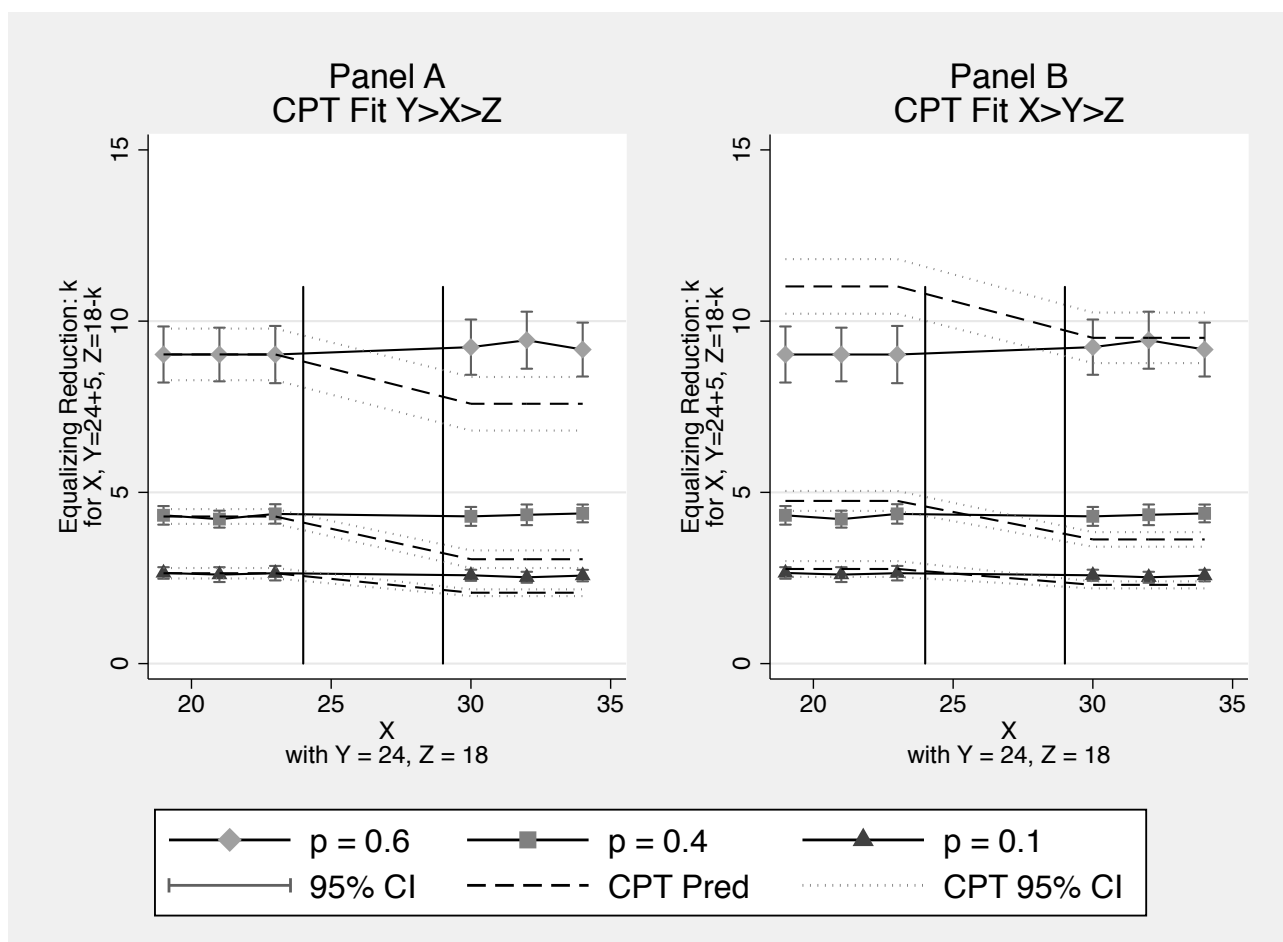 Panel A
CPT Fit Y>X>Z
Equalizing Reduction: k
for X, Y=24+5, Z=18-k
15
10
5
0
20
25
30
35
X
with Y = 24, Z = 18
Panel B
CPT Fit X>Y>Z
Equalizing Reduction: k
for X, Y=24+5, Z=18-k
15
10
5
0
20
25
30
35
X
with Y = 24, Z = 18
p = 0.6
p = 0.4
p = 0.1
95% CI
CPT Pred
CPT 95% CI